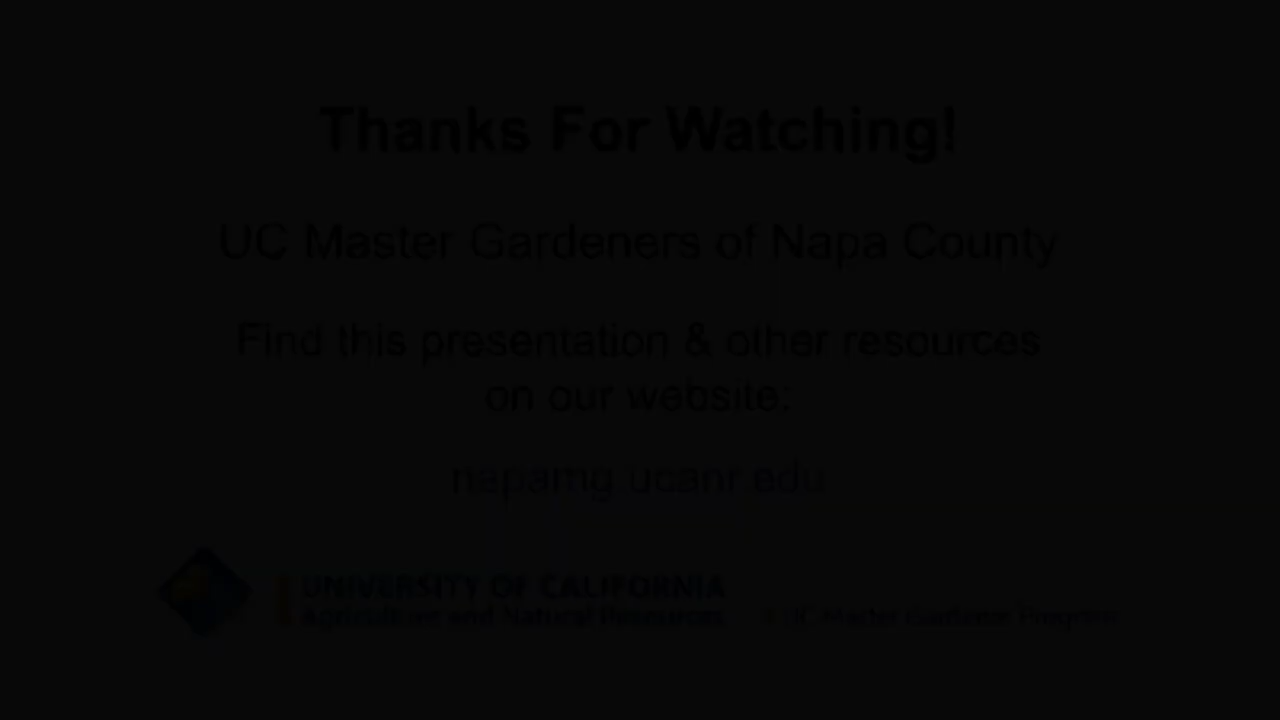 Thanks For Watching!
UC Master Gardeners of Napa County
Find this presentation & other resources
on our website:
napamg.ucanr.edu
UNIVERSITY OF CALIFORNIA
Agriculture and Natural Resources
UC Master Gardener Program